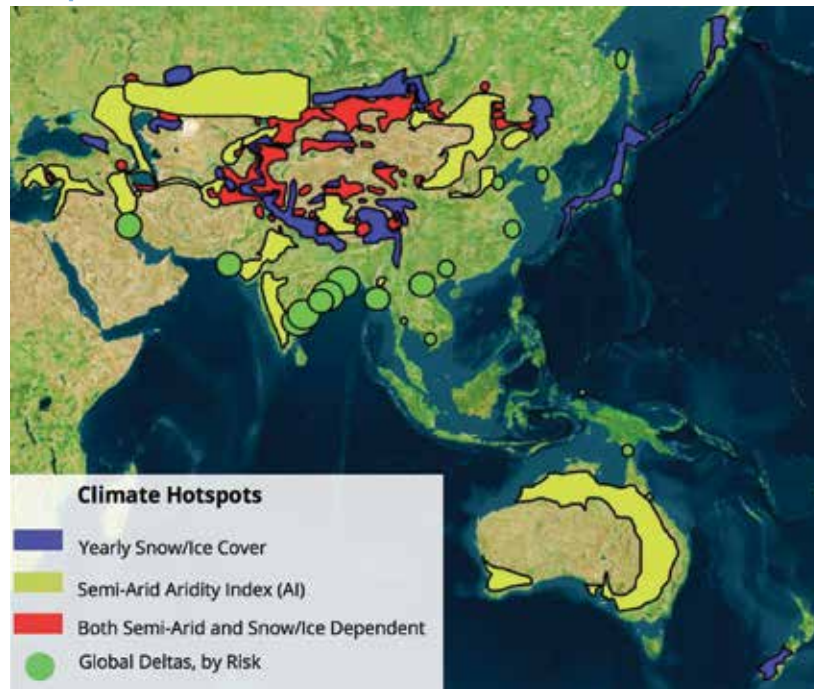 Climate Hotspots
Yearly Snow/Ice Cover
Semi-Arid Aridity Index (AI)
Both Semi-Arid and Snow/Ice Dependent
Global Deltas, by Risk